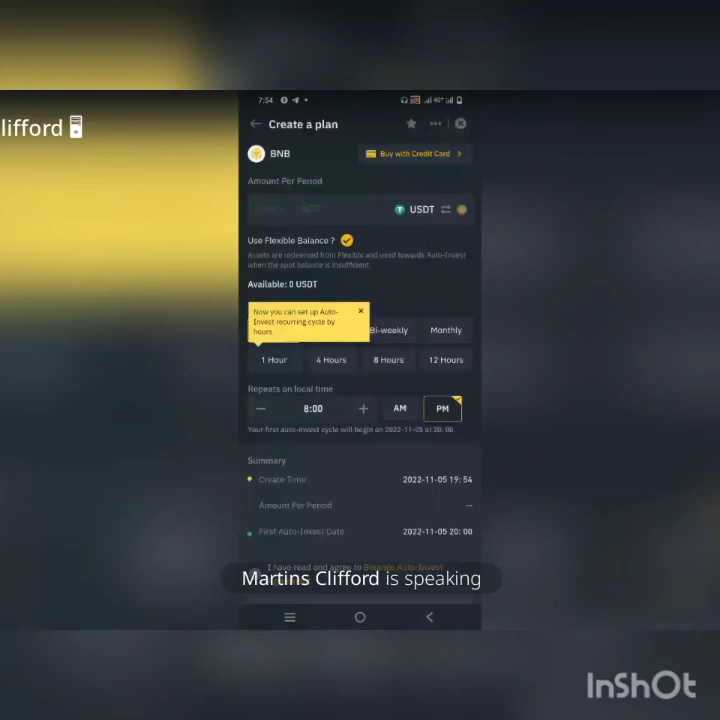 lifford
7:54
Create a plan
BNB
Buy with Credit Card
Amount Per Period
USDT
Use Flexible Balance ?
Assets are redeemed from Flexible and used towards Auto-Invest
when the spot balance is insufficient.
Available: 0 USDT
Now you can set up Auto-
Invest recurring cycle by
hours.
Bi-weekly
Monthly
1 Hour
4 Hours
8 Hours
12 Hours
Repeats on local time
8:00
AM
PM
Your first auto-invest cycle will begin on 2022-11-05 at 20: 00.
Summary
Create Time
2022-11-05 19: 54
Amount Per Period
--
First Auto-Invest Date
2022-11-05 20: 00
I have read and agree to Binance Auto-Invest
Martins Clifford is speaking
InShOt